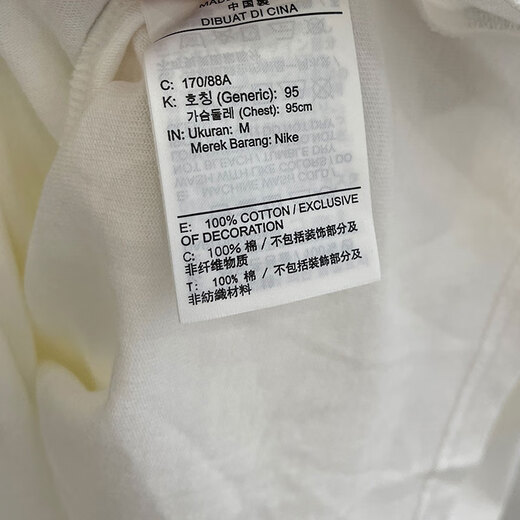 中国製
DIBUAT DI CINA
C: 170/88A
K: 호칭 (Generic): 95
가슴둘레 (Chest): 95cm
IN: Ukuran: M
Merek Barang: Nike
E: 100% COTTON / EXCLUSIVE
OF DECORATION
C: 100% 棉 / 不包括装饰部分及
非纤维物质
T: 100% 棉 / 不包括裝飾部分及
非紡織材料